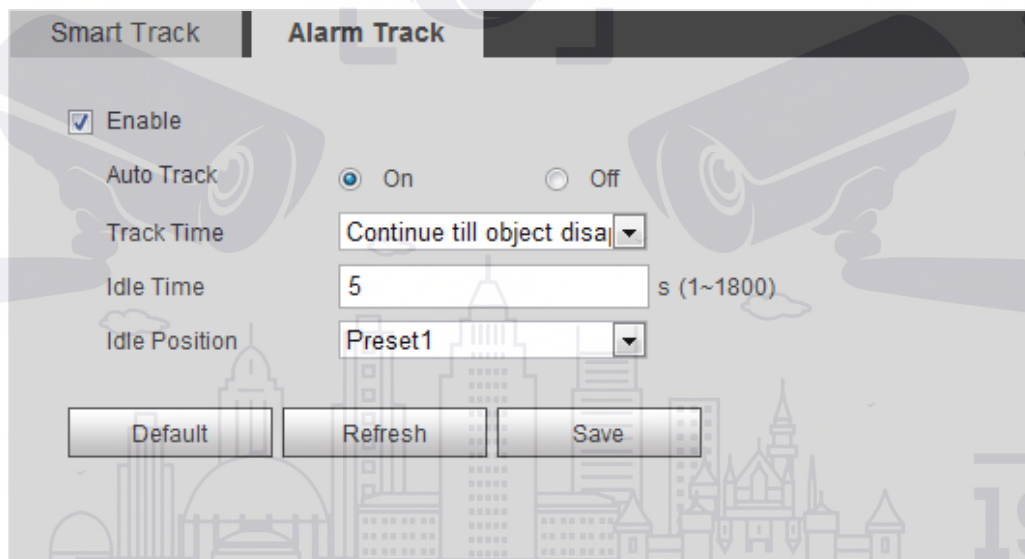 Smart Track Alarm Track
Enable
Auto Track On Off
Track Time Continue till object disa
Idle Time 5 s (1~1800)
Idle Position Preset1
Default Refresh Save